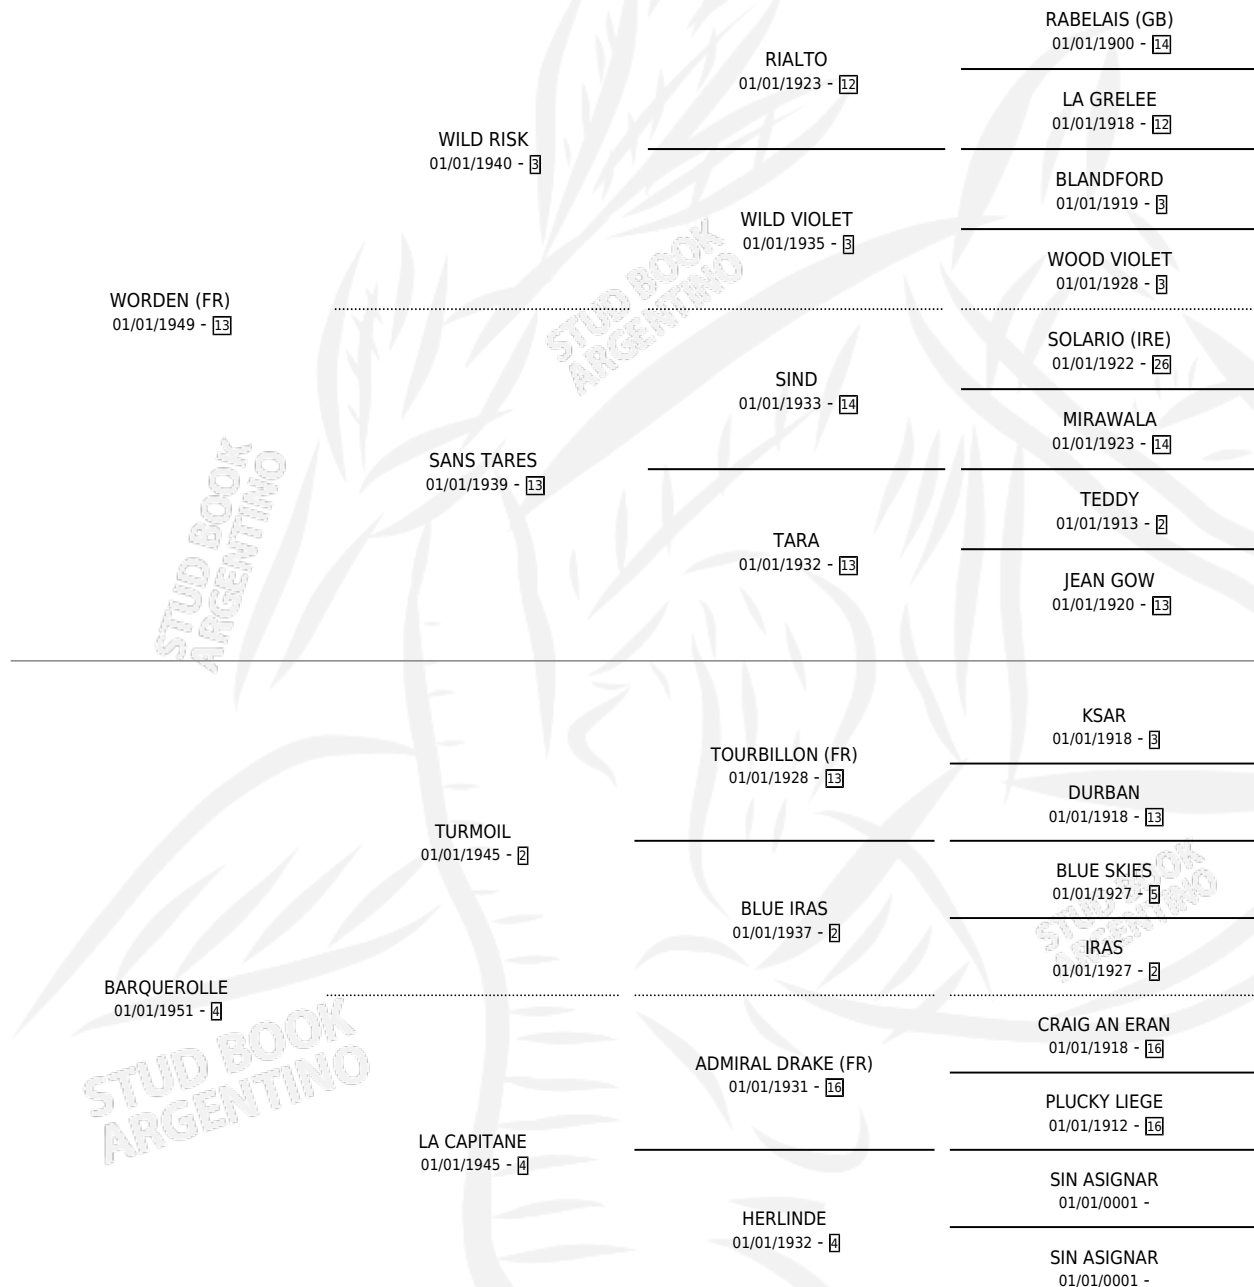 RABELAIS (GB)
01/01/1900 - 14
RIALTO
01/01/1923 - 12
LA GRELEE
01/01/1918 - 12
WILD RISK
01/01/1940 - 3
BLANDFORD
01/01/1919 - 3
WILD VIOLET
01/01/1935 - 3
WOOD VIOLET
01/01/1928 - 3
STUD BOOK
ARGENTINO
WORDEN (FR)
01/01/1949 - 13
SOLARIO (IRE)
01/01/1922 - 26
SIND
01/01/1933 - 14
MIRAWALA
01/01/1923 - 14
SANS TARES
01/01/1939 - 13
STUD BOOK
ARGENTINO
TEDDY
01/01/1913 - 2
TARA
01/01/1932 - 13
JEAN GOW
01/01/1920 - 13
KSAR
01/01/1918 - 3
TOURBILLON (FR)
01/01/1928 - 13
DURBAN
01/01/1918 - 13
TURMOIL
01/01/1945 - 2
BLUE SKIES
01/01/1927 - 5
BLUE IRAS
01/01/1937 - 2
STUD BOOK
ARGENTINO
IRAS
01/01/1927 - 2
BARQUEROLLE
01/01/1951 - 4
STUD BOOK
ARGENTINO
CRAIG AN ERAN
01/01/1918 - 16
ADMIRAL DRAKE (FR)
01/01/1931 - 16
PLUCKY LIEGE
01/01/1912 - 16
LA CAPITANE
01/01/1945 - 4
SIN ASIGNAR
01/01/0001 -
HERLINDE
01/01/1932 - 4
SIN ASIGNAR
01/01/0001 -